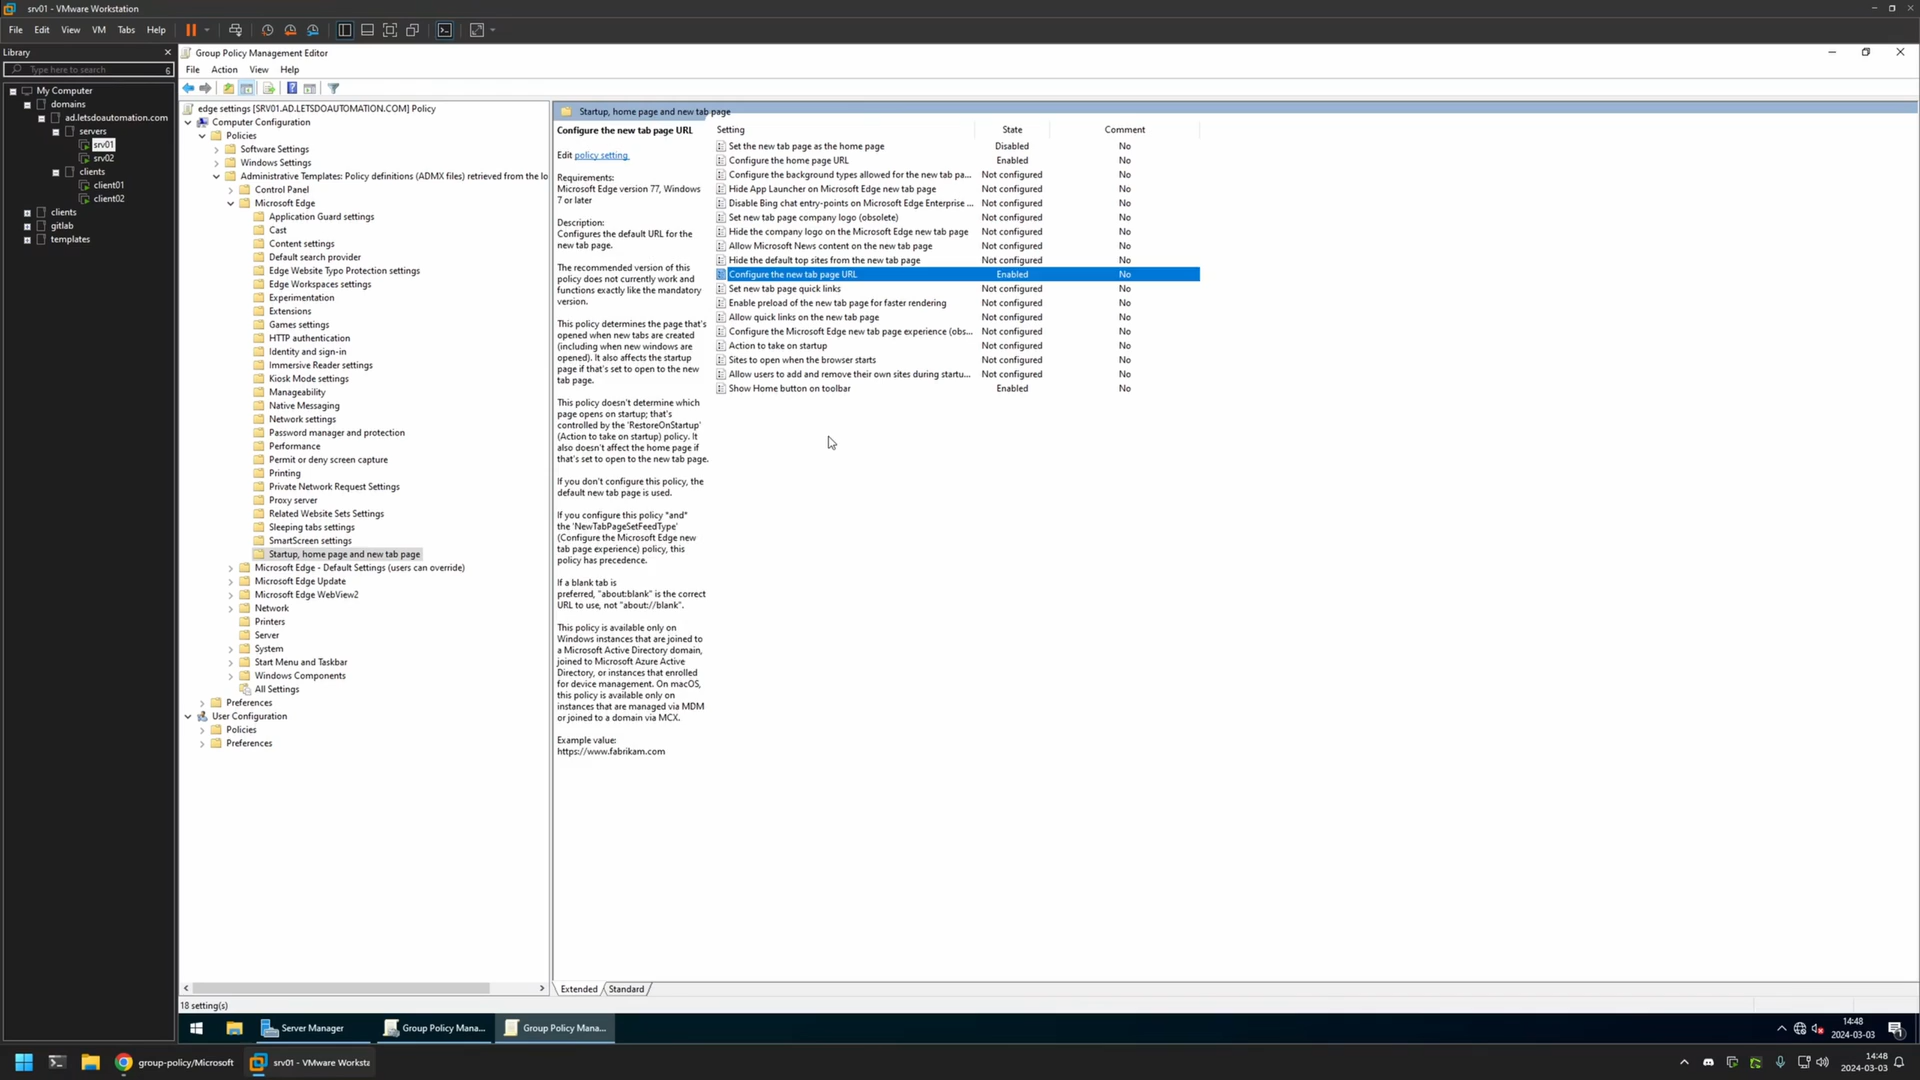 srv01 - VMware Workstation
File Edit View VM Tabs Help
Library
Type here to search
My Computer
domains
ad.letsdoautomation.com
servers
srv01
srv02
clients
client01
client02
clients
gitlab
templates
Group Policy Management Editor
File Action View Help
edge settings [SRV01.AD.LETSDOAUTOMATION.COM] Policy
Computer Configuration
Policies
Software Settings
Windows Settings
Administrative Templates: Policy definitions (ADMX files) retrieved from the lo
Control Panel
Microsoft Edge
Application Guard settings
Cast
Content settings
Default search provider
Edge Website Typo Protection settings
Edge Workspaces settings
Experimentation
Extensions
Games settings
HTTP authentication
Identity and sign-in
Immersive Reader settings
Kiosk Mode settings
Manageability
Native Messaging
Network settings
Password manager and protection
Performance
Permit or deny screen capture
Printing
Private Network Request Settings
Proxy server
Related Website Sets Settings
Sleeping tabs settings
SmartScreen settings
Startup, home page and new tab page
Microsoft Edge - Default Settings (users can override)
Microsoft Edge Update
Microsoft Edge WebView2
Network
Printers
Server
System
Start Menu and Taskbar
Windows Components
All Settings
Preferences
User Configuration
Policies
Preferences
Startup, home page and new tab page
Configure the new tab page URL
Edit policy setting
Requirements:
Microsoft Edge version 77, Windows
7 or later
Description:
Configures the default URL for the
new tab page.
The recommended version of this
policy does not currently work and
functions exactly like the mandatory
version.
This policy determines the page that's
opened when new tabs are created
(including when new windows are
opened). It also affects the startup
page if that's set to open to the new
tab page.
This policy doesn't determine which
page opens on startup; that's
controlled by the 'RestoreOnStartup'
(Action to take on startup) policy. It
also doesn't affect the home page if
that's set to open to the new tab page.
If you don't configure this policy, the
default new tab page is used.
If you configure this policy *and*
the 'NewTabPageSetFeedType'
(Configure the Microsoft Edge new
tab page experience) policy, this
policy has precedence.
If a blank tab is
preferred, "about:blank" is the correct
URL to use, not "about://blank".
This policy is available only on
Windows instances that are joined to
a Microsoft Active Directory domain,
joined to Microsoft Azure Active
Directory, or instances that enrolled
for device management. On macOS,
this policy is available only on
instances that are managed via MDM
or joined to a domain via MCX.
Example value:
https://www.fabrikam.com
Setting State Comment
Set the new tab page as the home page Disabled No
Configure the home page URL Enabled No
Configure the background types allowed for the new tab pa... Not configured No
Hide App Launcher on Microsoft Edge new tab page Not configured No
Disable Bing chat entry-points on Microsoft Edge Enterprise ... Not configured No
Set new tab page company logo (obsolete) Not configured No
Hide the company logo on the Microsoft Edge new tab page Not configured No
Allow Microsoft News content on the new tab page Not configured No
Hide the default top sites from the new tab page Not configured No
Configure the new tab page URL Enabled No
Set new tab page quick links Not configured No
Enable preload of the new tab page for faster rendering Not configured No
Allow quick links on the new tab page Not configured No
Configure the Microsoft Edge new tab page experience (obs... Not configured No
Action to take on startup Not configured No
Sites to open when the browser starts Not configured No
Allow users to add and remove their own sites during startu... Not configured No
Show Home button on toolbar Enabled No
Extended Standard
18 setting(s)
Server Manager Group Policy Mana... Group Policy Mana...
14:48
2024-03-03
group-policy/Microsoft srv01 - VMware Worksta
14:48
2024-03-03